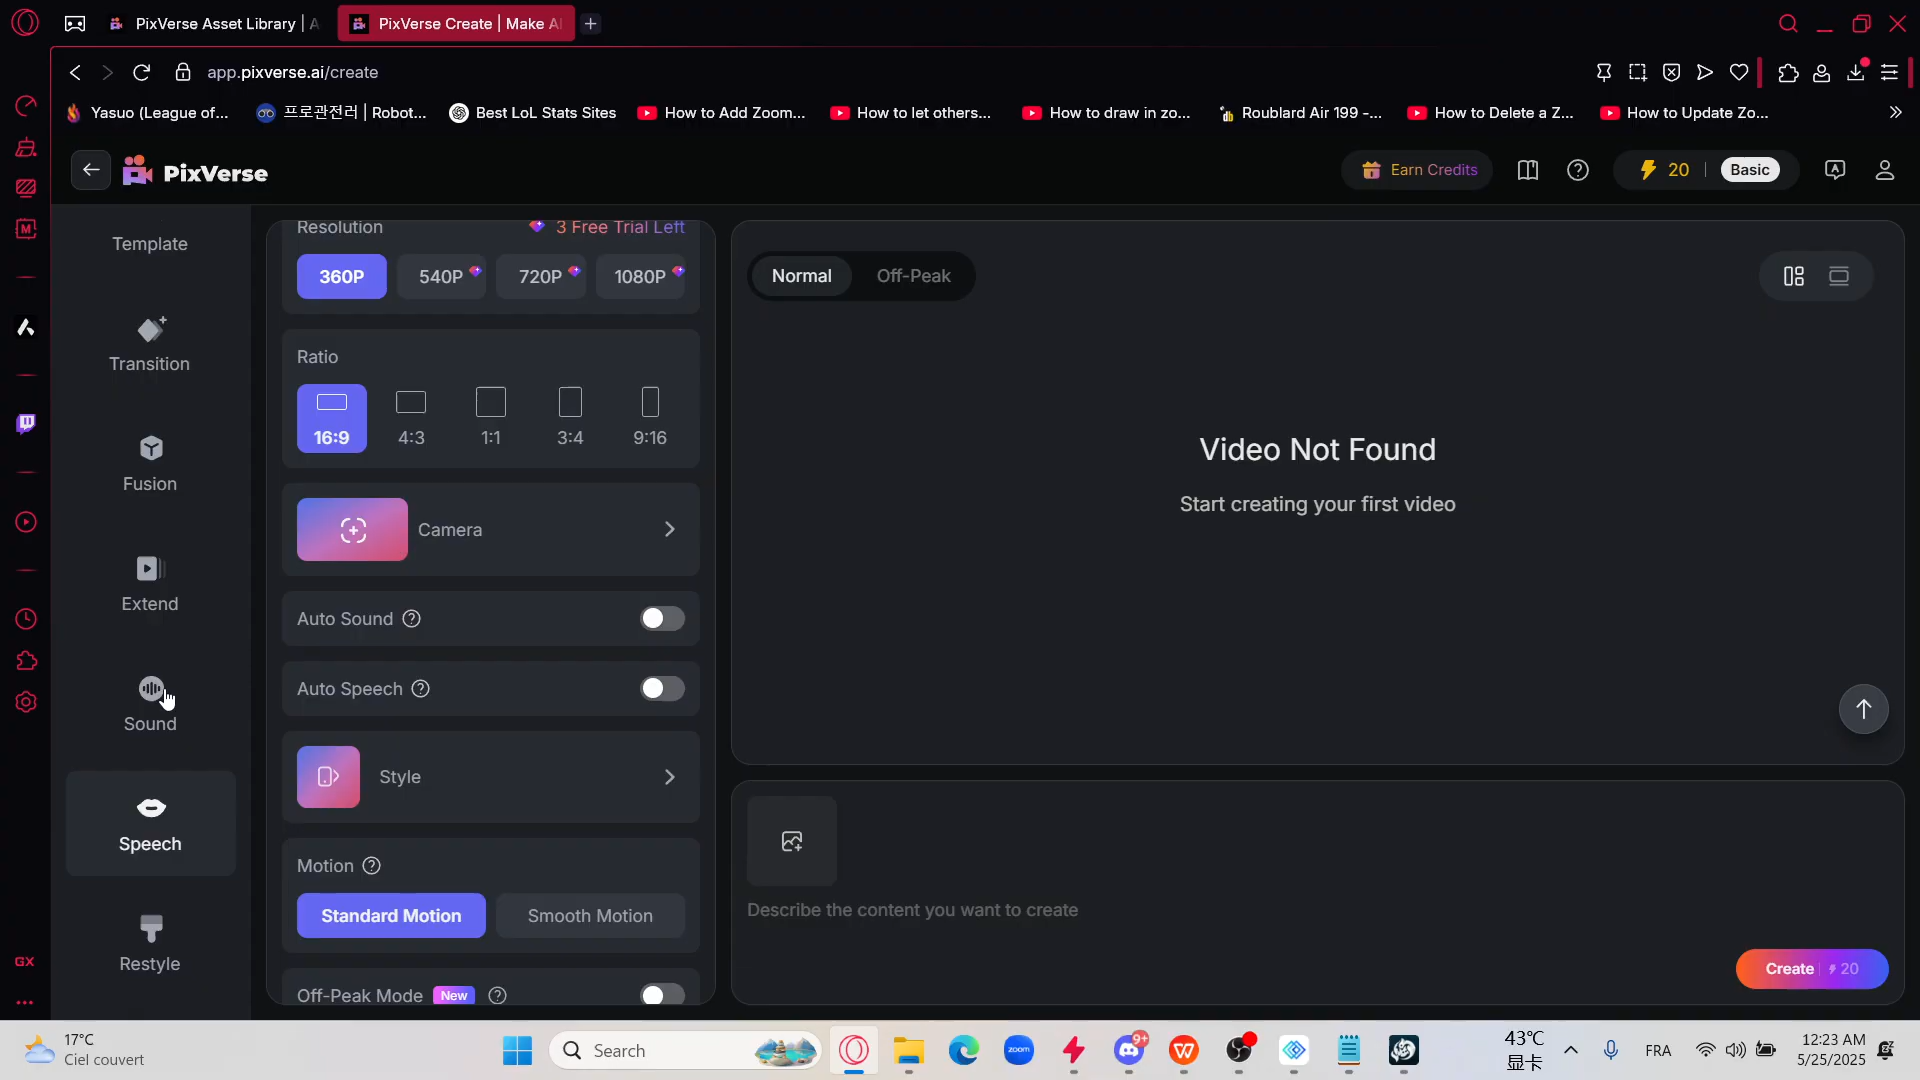 PixVerse Asset Library | A
PixVerse Create | Make AI
app.pixverse.ai/create
Yasuo (League of...
프로관전러 | Robot...
Best LoL Stats Sites
How to Add Zoom...
How to let others...
How to draw in zo...
Roublard Air 199 -...
How to Delete a Z...
How to Update Zo...
PixVerse
Earn Credits
20
Basic
Template
Transition
Fusion
Extend
Sound
Speech
Restyle
Resolution
3 Free Trial Left
360P
540P
720P
1080P
Ratio
16:9
4:3
1:1
3:4
9:16
Camera
Auto Sound
Auto Speech
Style
Motion
Standard Motion
Smooth Motion
Off-Peak Mode New
Normal
Off-Peak
Video Not Found
Start creating your first video
Describe the content you want to create
Create 20
M
GX
17°C
Ciel couvert
Search
zoom
9+
43°C
显卡
FRA
12:23 AM
5/25/2025